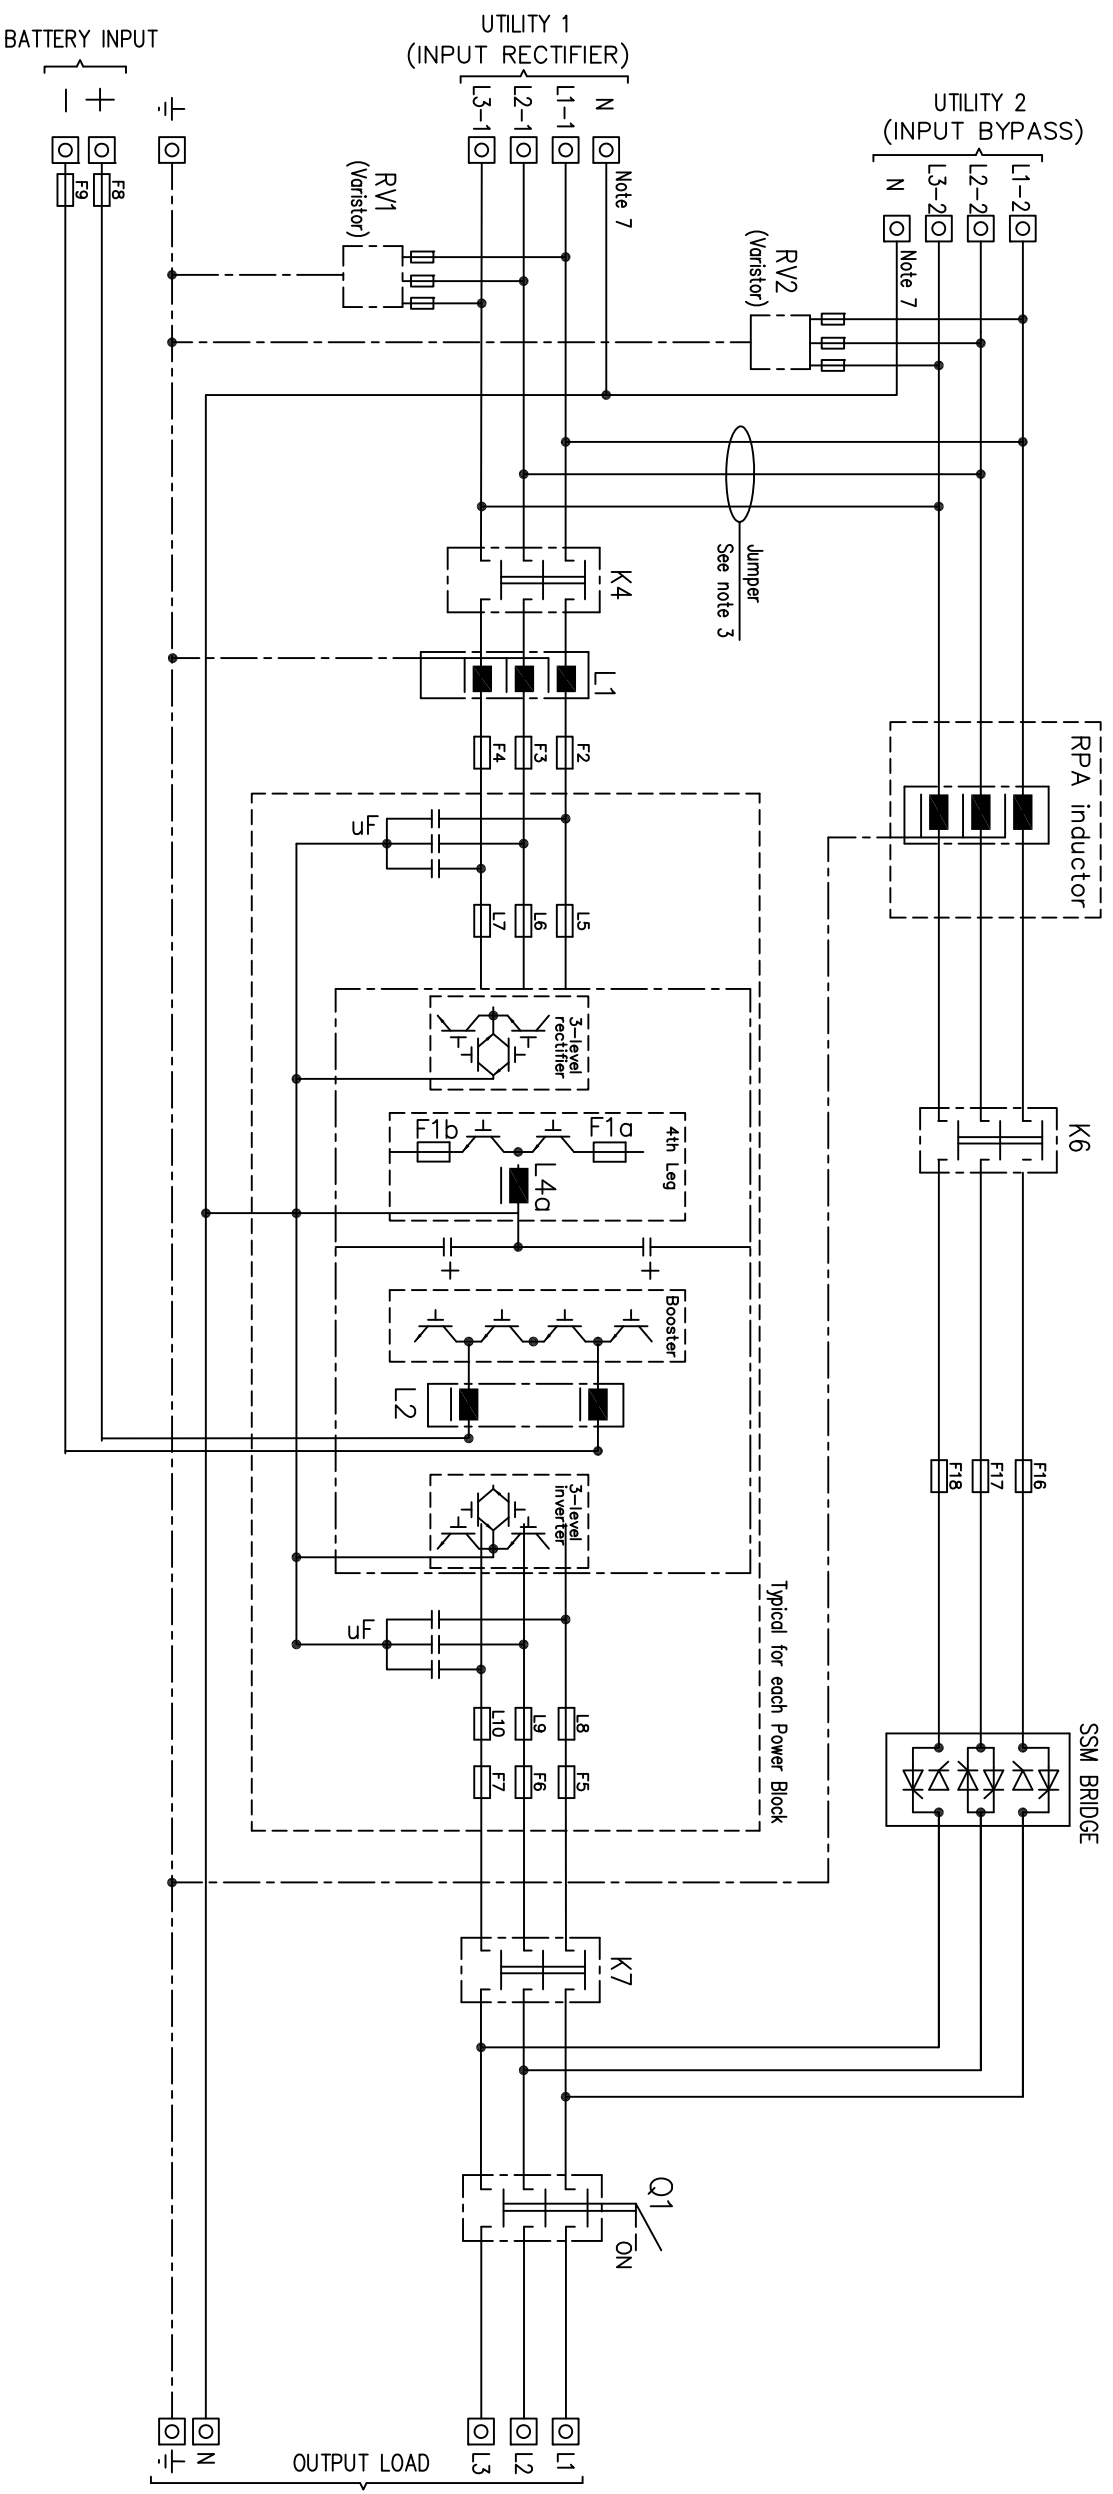 BATTERY INPUT
− +
UTILITY 1
(INPUT RECTIFIER)
L3-1
L2-1
L1-1
N
UTILITY 2
(INPUT BYPASS)
N
L3-2
L2-2
L1-2
F9
F8
RV1
(Varistor)
Note 7
RV2
(Varistor)
Note 7
Jumper
See note 3
K4
L1
F4
F3
F2
RPA inductor
uF
L7
L6
L5
3-level
rectifier
F1b
F1a
4th Leg
L4a
K6
+
+
Booster
L2
F18
F17
F16
3-level
inverter
Typical for each Power Block
uF
L10
L9
L8
F7
F6
F5
SSM BRIDGE
K7
Q1
ON
N
L3
L2
L1
OUTPUT LOAD